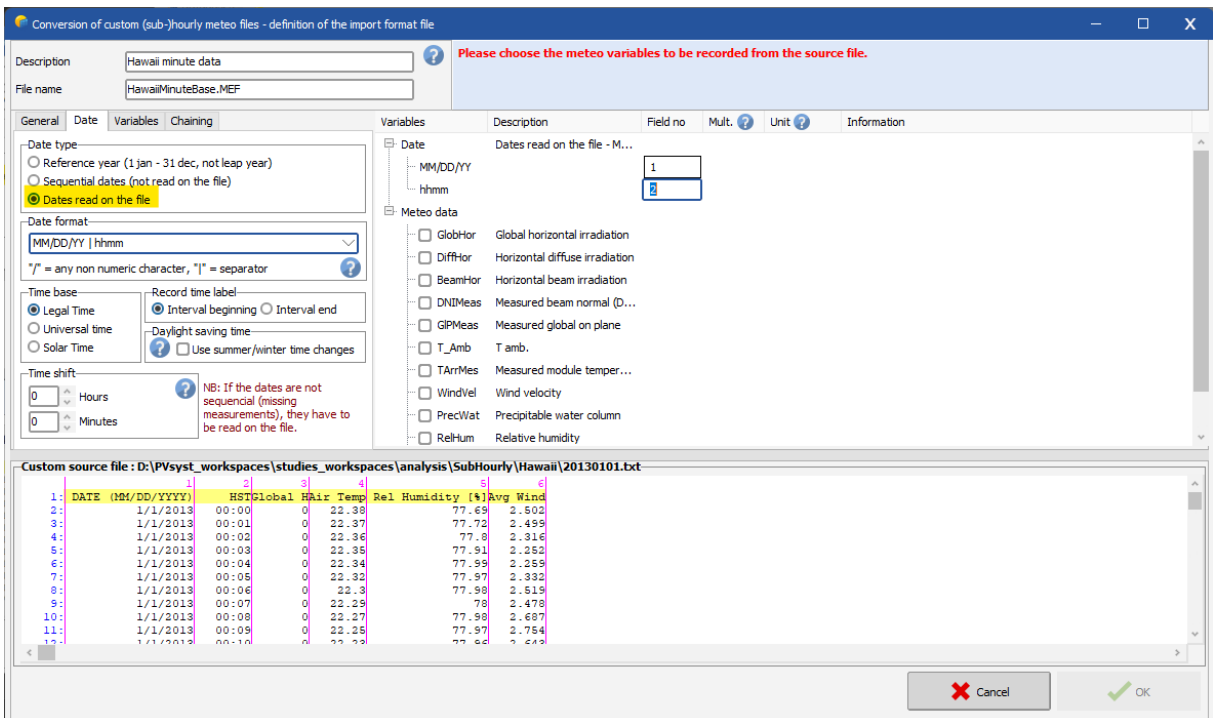 Conversion of custom (sub-)hourly meteo files - definition of the import format file
Description
Hawaii minute data
File name
HawaiiMinuteBase.MEF
Please choose the meteo variables to be recorded from the source file.
General Date Variables Chaining
Date type
Reference year (1 jan - 31 dec, not leap year)
Sequential dates (not read on the file)
Dates read on the file
Date format
MM/DD/YY | hhmm
"/" = any non numeric character, "|" = separator
Time base
Legal Time
Universal time
Solar Time
Record time label
Interval beginning Interval end
Daylight saving time
Use summer/winter time changes
Time shift
0 Hours
0 Minutes
NB: If the dates are not
sequencial (missing
measurements), they have to
be read on the file.
Variables Description Field no Mult. Unit Information
Date Dates read on the file - M...
MM/DD/YY 1
hhmm 2
Meteo data
GlobHor Global horizontal irradiation
DiffHor Horizontal diffuse irradiation
BeamHor Horizontal beam irradiation
DNIMeas Measured beam normal (D...
GlPMeas Measured global on plane
T_Amb T amb.
TArrMes Measured module temper...
WindVel Wind velocity
PrecWat Precipitable water column
RelHum Relative humidity
Custom source file : D:\PVsyst_workspaces\studies_workspaces\analysis\SubHourly\Hawaii\20130101.txt
1 2 3 4 5 6
1: DATE (MM/DD/YYYY) HST Global H Air Temp Rel Humidity [%] Avg Wind
2: 1/1/2013 00:00 0 22.38 77.69 2.502
3: 1/1/2013 00:01 0 22.37 77.72 2.499
4: 1/1/2013 00:02 0 22.36 77.8 2.316
5: 1/1/2013 00:03 0 22.35 77.91 2.252
6: 1/1/2013 00:04 0 22.34 77.99 2.259
7: 1/1/2013 00:05 0 22.32 77.97 2.332
8: 1/1/2013 00:06 0 22.3 77.98 2.519
9: 1/1/2013 00:07 0 22.29 78 2.478
10: 1/1/2013 00:08 0 22.27 77.98 2.687
11: 1/1/2013 00:09 0 22.25 77.97 2.754
12: 1/1/2013 00:10 0 22.23 77.96 2.643
Cancel
OK